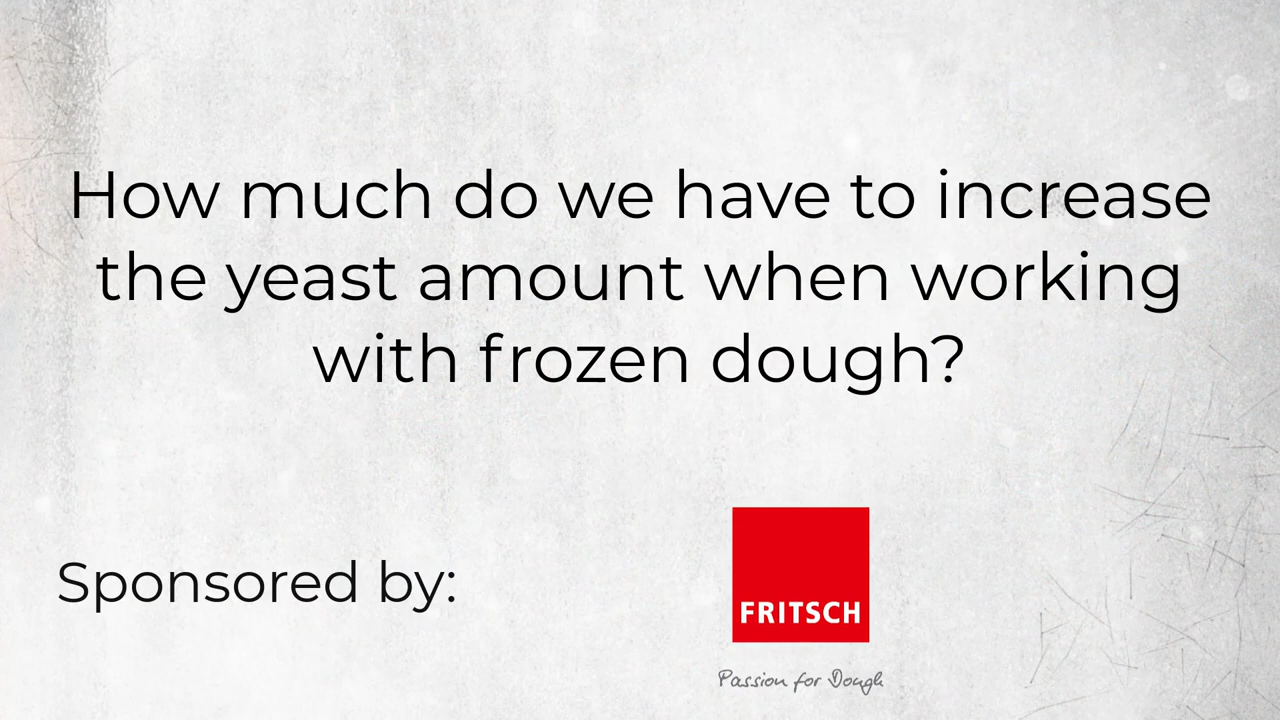 How much do we have to increase
the yeast amount when working
with frozen dough?
Sponsored by:
FRITSCH
Passion for Dough